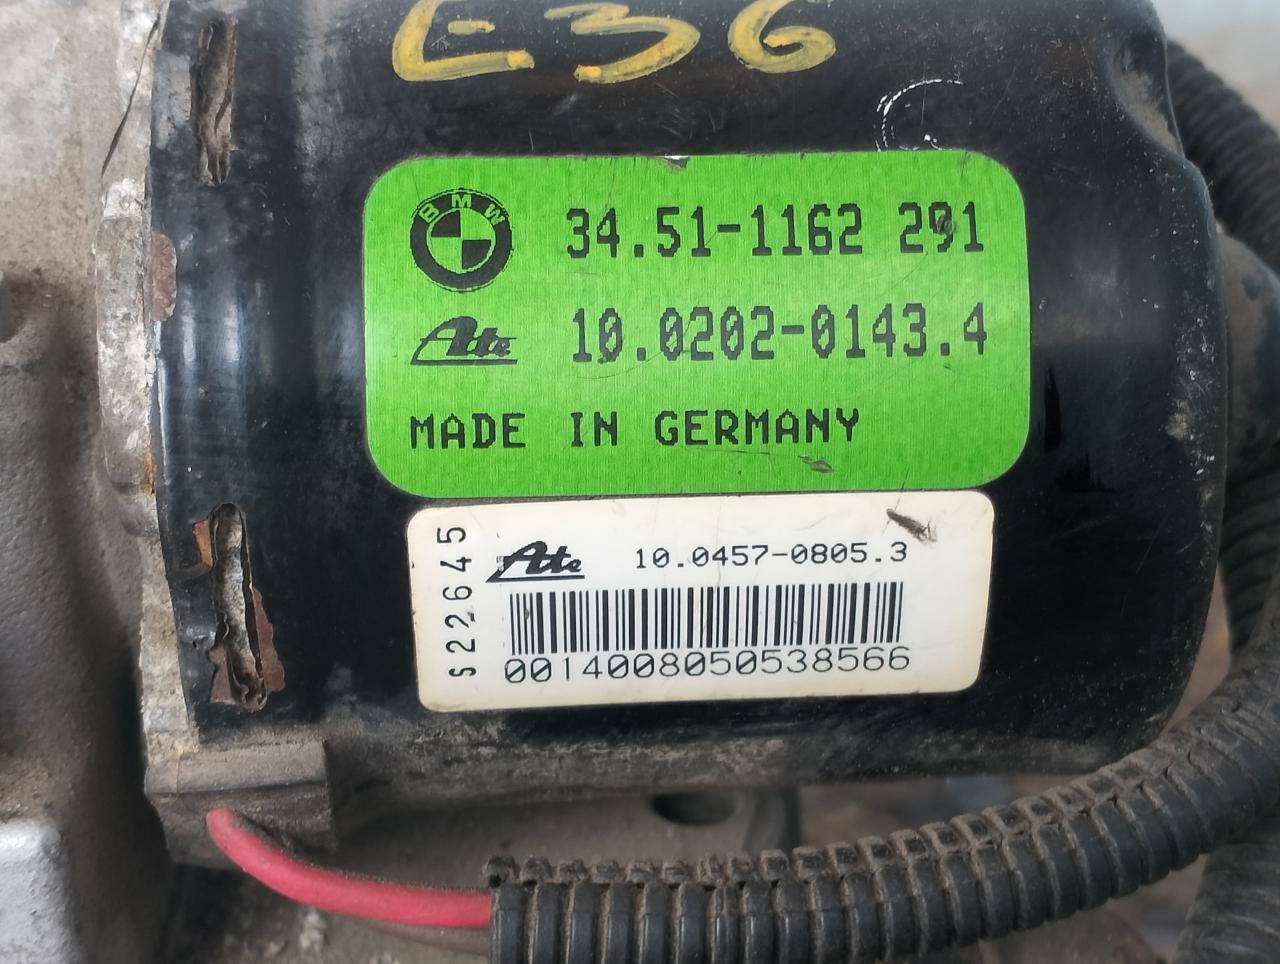 E36
BMW
34.51-1162 291
Ate
10.0202-0143.4
MADE IN GERMANY
S22645
Ate
10.0457-0805.3
0014008050538566